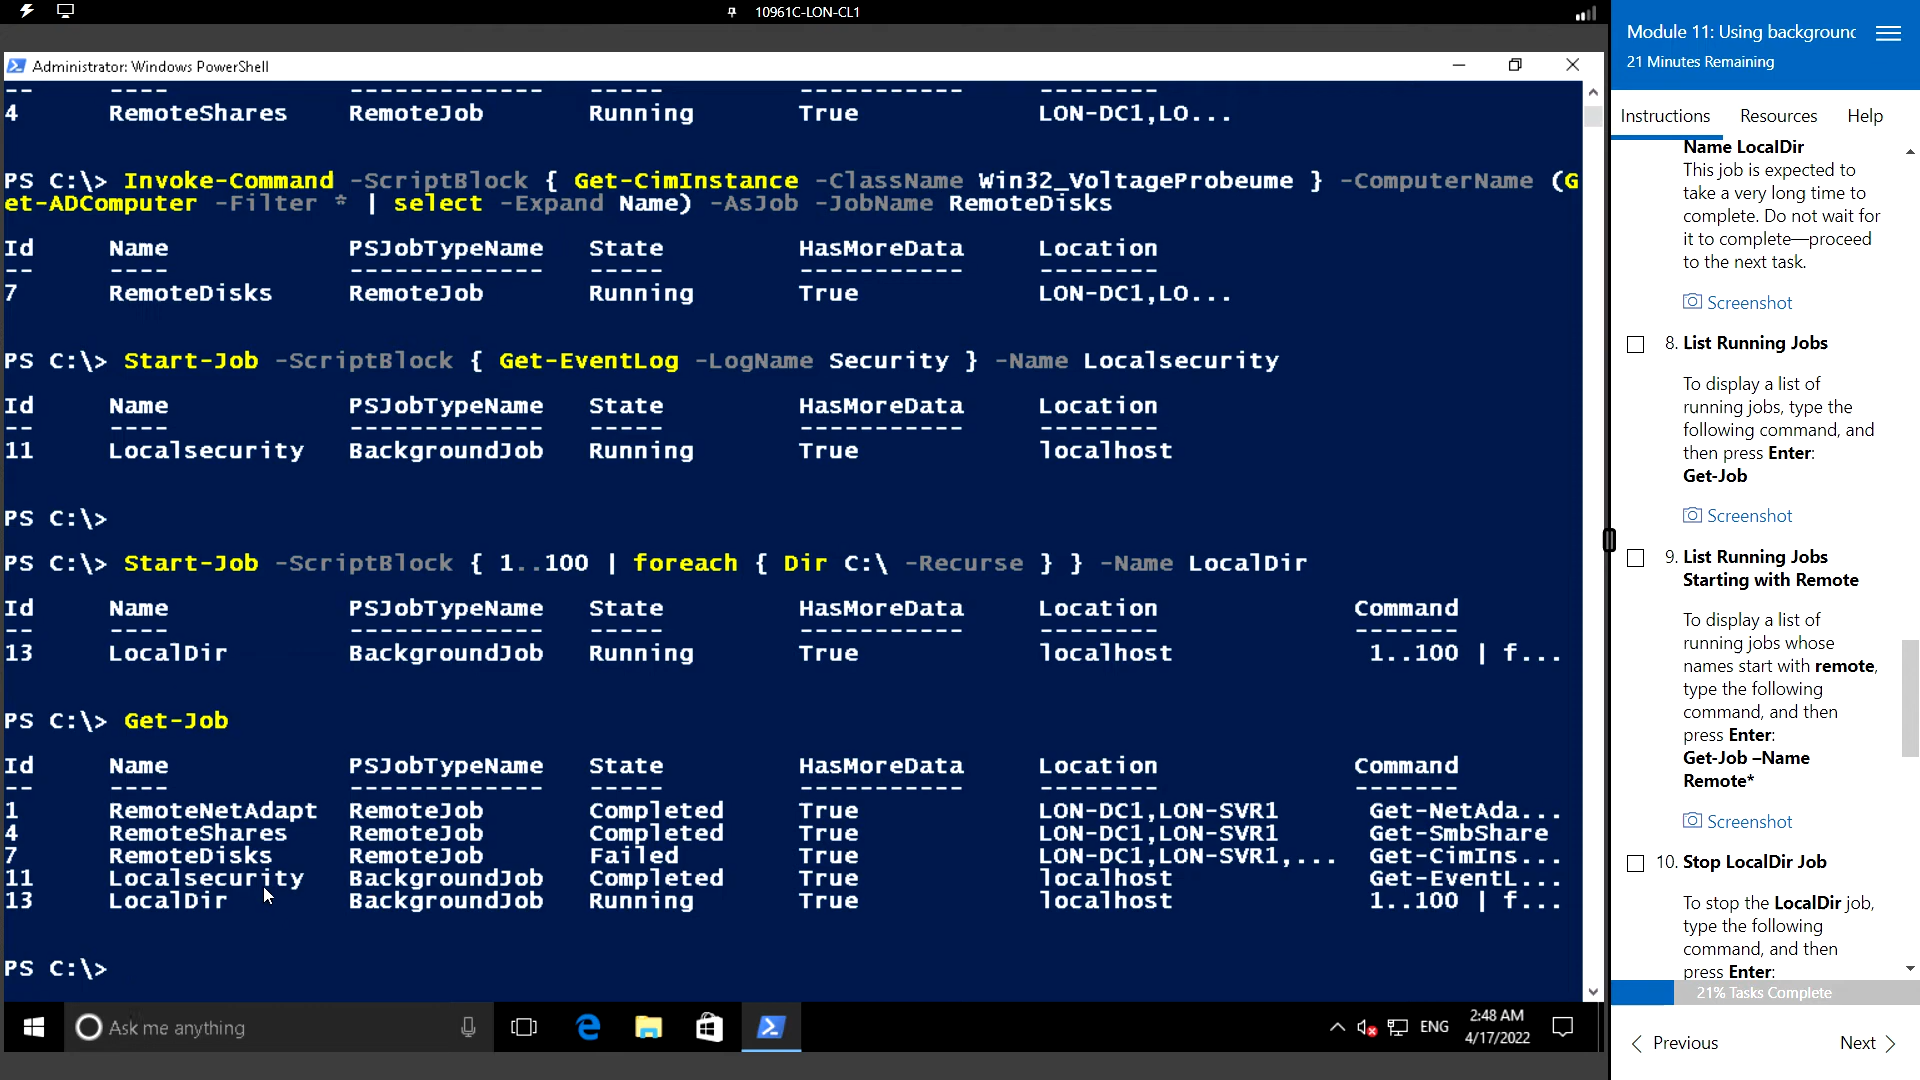 10961C-LON-CL1
Administrator: Windows PowerShell
-- ---- ------------- ----- ----------- --------
4 RemoteShares RemoteJob Running True LON-DC1,LO...
PS C:\> Invoke-Command -ScriptBlock { Get-CimInstance -ClassName Win32_VoltageProbeume } -ComputerName (G
et-ADComputer -Filter * | select -Expand Name) -AsJob -JobName RemoteDisks
Id Name PSJobTypeName State HasMoreData Location
-- ---- ------------- ----- ----------- --------
7 RemoteDisks RemoteJob Running True LON-DC1,LO...
PS C:\> Start-Job -ScriptBlock { Get-EventLog -LogName Security } -Name Localsecurity
Id Name PSJobTypeName State HasMoreData Location
-- ---- ------------- ----- ----------- --------
11 Localsecurity BackgroundJob Running True localhost
PS C:\>
PS C:\> Start-Job -ScriptBlock { 1..100 | foreach { Dir C:\ -Recurse } } -Name LocalDir
Id Name PSJobTypeName State HasMoreData Location Command
-- ---- ------------- ----- ----------- -------- -------
13 LocalDir BackgroundJob Running True localhost 1..100 | f...
PS C:\> Get-Job
Id Name PSJobTypeName State HasMoreData Location Command
-- ---- ------------- ----- ----------- -------- -------
1 RemoteNetAdapt RemoteJob Completed True LON-DC1,LON-SVR1 Get-NetAda...
4 RemoteShares RemoteJob Completed True LON-DC1,LON-SVR1 Get-SmbShare
7 RemoteDisks RemoteJob Failed True LON-DC1,LON-SVR1,... Get-CimIns...
11 Localsecurity BackgroundJob Completed True localhost Get-EventL...
13 LocalDir BackgroundJob Running True localhost 1..100 | f...
PS C:\>
Ask me anything
ENG
2:48 AM
4/17/2022
Module 11: Using background
21 Minutes Remaining
Instructions Resources Help
Name LocalDir
This job is expected to
take a very long time to
complete. Do not wait for
it to complete—proceed
to the next task.
Screenshot
8. List Running Jobs
To display a list of
running jobs, type the
following command, and
then press Enter:
Get-Job
Screenshot
9. List Running Jobs
Starting with Remote
To display a list of
running jobs whose
names start with remote,
type the following
command, and then
press Enter:
Get-Job –Name
Remote*
Screenshot
10. Stop LocalDir Job
To stop the LocalDir job,
type the following
command, and then
press Enter:
21% Tasks Complete
Previous Next